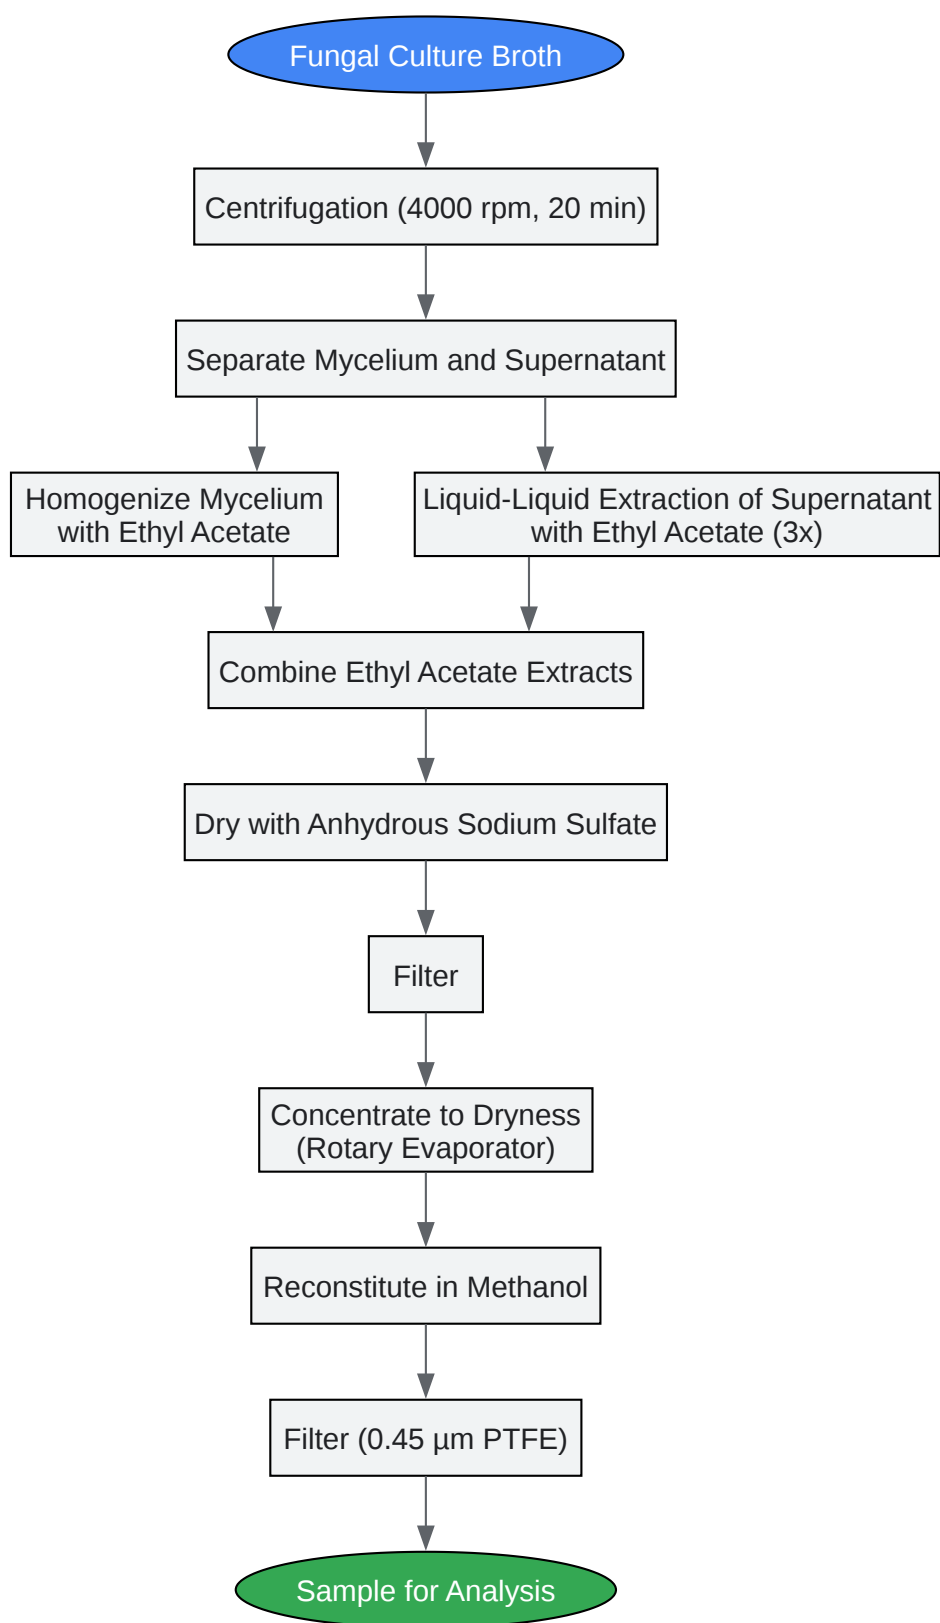 Fungal Culture Broth
Centrifugation (4000 rpm, 20 min)
Separate Mycelium and Supernatant
Homogenize Mycelium
with Ethyl Acetate
Liquid-Liquid Extraction of Supernatant
with Ethyl Acetate (3x)
Combine Ethyl Acetate Extracts
Dry with Anhydrous Sodium Sulfate
Filter
Concentrate to Dryness
(Rotary Evaporator)
Reconstitute in Methanol
Filter (0.45 µm PTFE)
Sample for Analysis